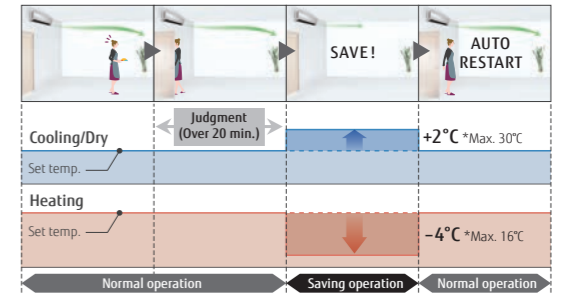 SAVE!
AUTO
RESTART
Judgment
(Over 20 min.)
Cooling/Dry
+2°C *Max. 30°C
Set temp.
Heating
Set temp.
–4°C *Max. 16°C
Normal operation
Saving operation
Normal operation